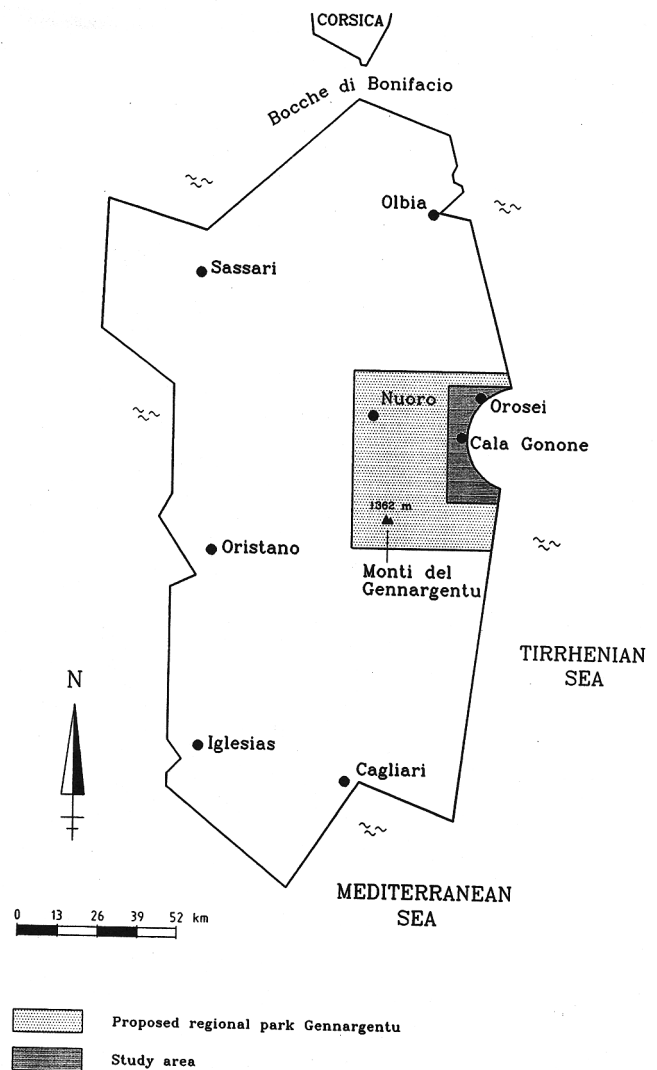 CORSICA
Bocche di Bonifacio
Olbia
Sassari
Nuoro
Orosei
Cala Gonone
1362 m
Oristano
Monti del
Gennargentu
TIRRHENIAN
SEA
N
Iglesias
Cagliari
MEDITERRANEAN
SEA
0 13 26 39 52 km
Proposed regional park Gennargentu
Study area